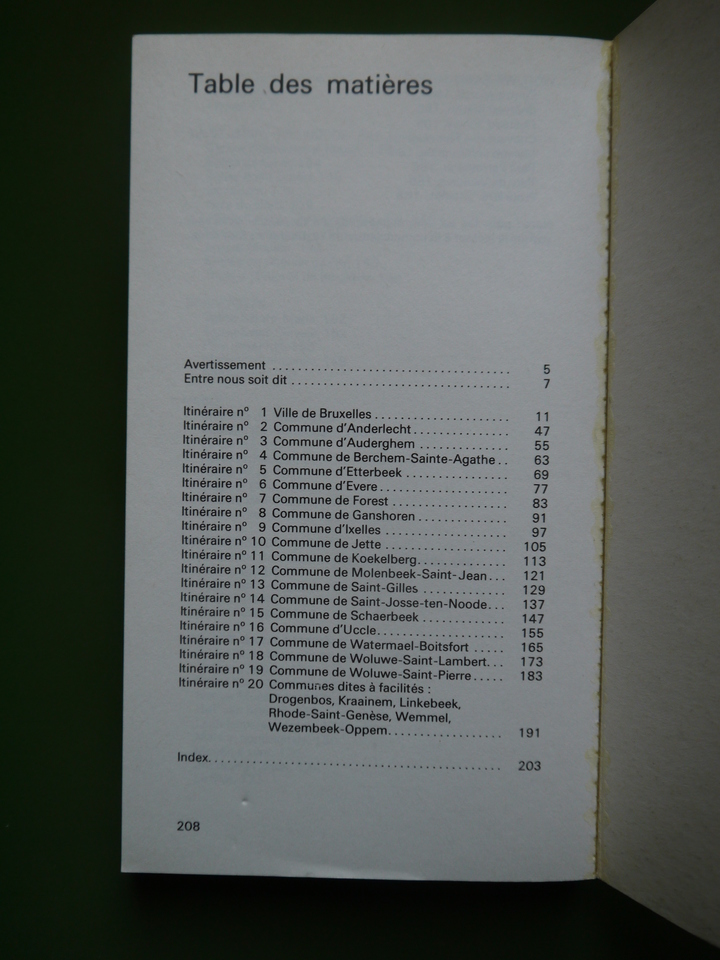 Table des matières
Avertissement .................................... 5
Entre nous soit dit .................................. 7
Itinéraire nº 1 Ville de Bruxelles ..................... 11
Itinéraire nº 2 Commune d'Anderlecht ............... 47
Itinéraire nº 3 Commune d'Auderghem .............. 55
Itinéraire nº 4 Commune de Berchem-Sainte-Agathe .. 63
Itinéraire nº 5 Commune d'Etterbeek ................ 69
Itinéraire nº 6 Commune d'Evere .................... 77
Itinéraire nº 7 Commune de Forest .................. 83
Itinéraire nº 8 Commune de Ganshoren .............. 91
Itinéraire nº 9 Commune d'Ixelles ................... 97
Itinéraire nº 10 Commune de Jette ................... 105
Itinéraire nº 11 Commune de Koekelberg .............. 113
Itinéraire nº 12 Commune de Molenbeek-Saint-Jean ... 121
Itinéraire nº 13 Commune de Saint-Gilles ............. 129
Itinéraire nº 14 Commune de Saint-Josse-ten-Noode ... 137
Itinéraire nº 15 Commune de Schaerbeek ............. 147
Itinéraire nº 16 Commune d'Uccle .................... 155
Itinéraire nº 17 Commune de Watermael-Boitsfort ..... 165
Itinéraire nº 18 Commune de Woluwe-Saint-Lambert ... 173
Itinéraire nº 19 Commune de Woluwe-Saint-Pierre ..... 183
Itinéraire nº 20 Communes dites à facilités :
Drogenbos, Kraainem, Linkebeek,
Rhode-Saint-Genèse, Wemmel,
Wezembeek-Oppem .................. 191
Index ............................................. 203
208